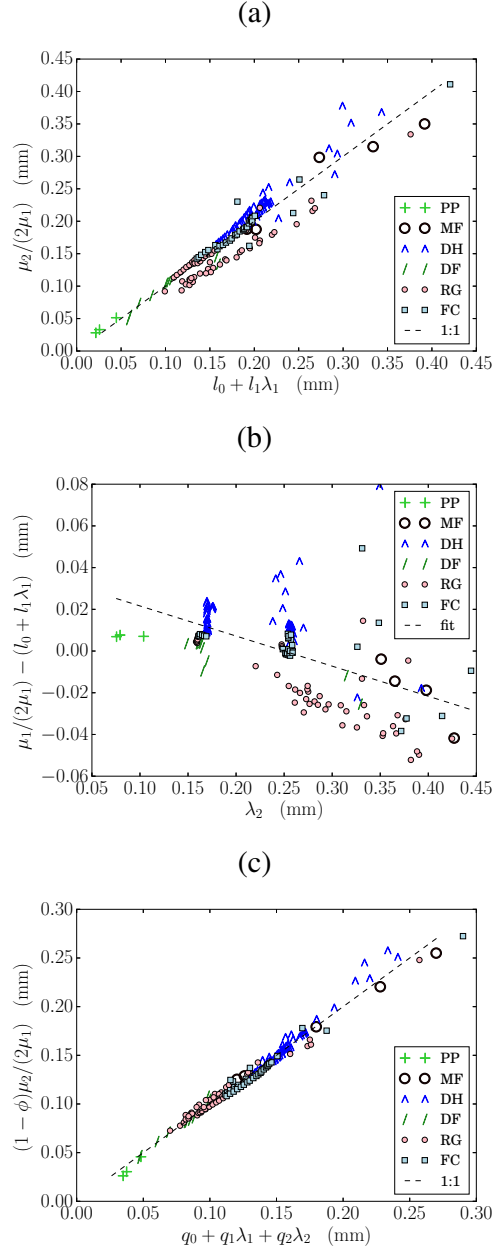 (a)
0.45
0.40
0.35
0.30
0.25
0.20
0.15
0.10
0.05
0.00
μ₂/(2μ₁) (mm)
PP
MF
DH
DF
RG
FC
1:1
0.00 0.05 0.10 0.15 0.20 0.25 0.30 0.35 0.40 0.45
l₀ + l₁λ₁ (mm)
(b)
0.08
0.06
0.04
0.02
0.00
−0.02
−0.04
−0.06
μ₁/(2μ₁) − (l₀ + l₁λ₁) (mm)
PP
MF
DH
DF
RG
FC
fit
0.05 0.10 0.15 0.20 0.25 0.30 0.35 0.40 0.45
λ₂ (mm)
(c)
0.30
0.25
0.20
0.15
0.10
0.05
0.00
(1 − ϕ)μ₂/(2μ₁) (mm)
PP
MF
DH
DF
RG
FC
1:1
0.00 0.05 0.10 0.15 0.20 0.25 0.30
q₀ + q₁λ₁ + q₂λ₂ (mm)